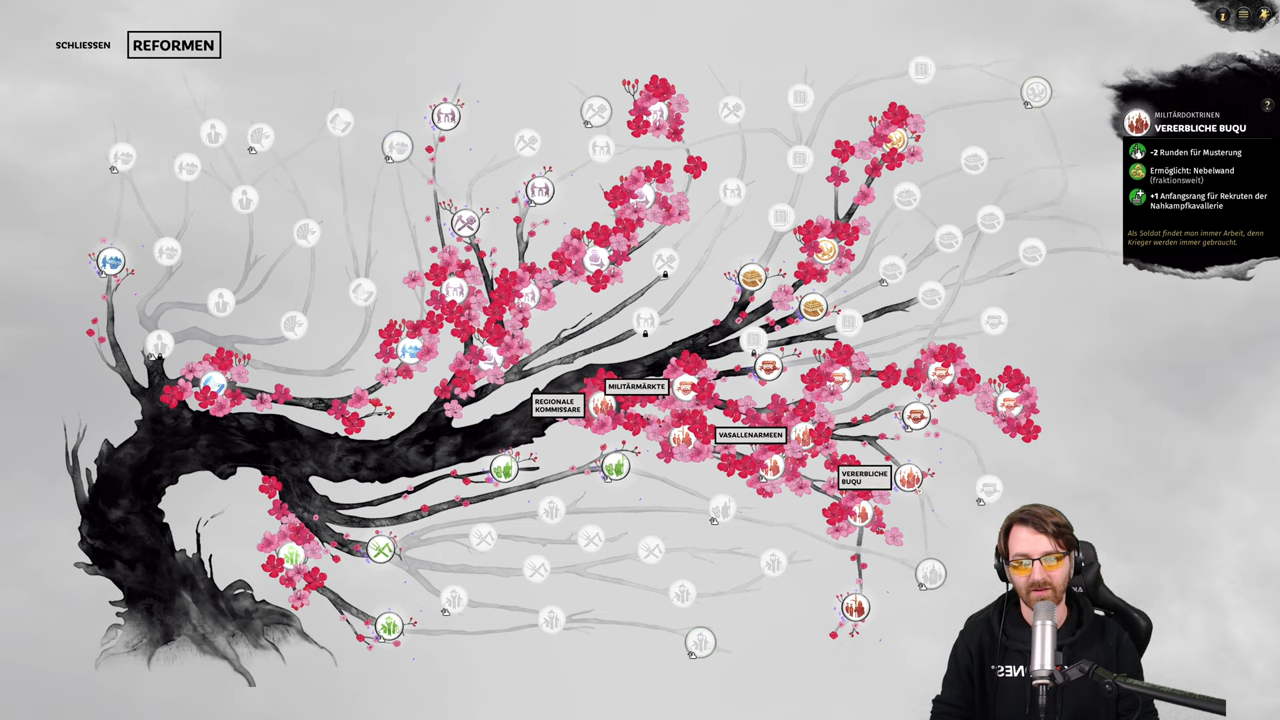 SCHLIESSEN
REFORMEN
MILITÄRDOKTRINEN
VERERBLICHE BUQU
-2 Runden für Musterung
Ermöglicht: Nebelwand
(fraktionsweit)
+1 Anfangsrang für Rekruten der
Nahkampfkavallerie
Als Soldat findet man immer Arbeit, denn
Krieger werden immer gebraucht.
?
MILITÄRMÄRKTE
REGIONALE
KOMMISSARE
VASALLENARMEEN
VERERBLICHE
BUQU